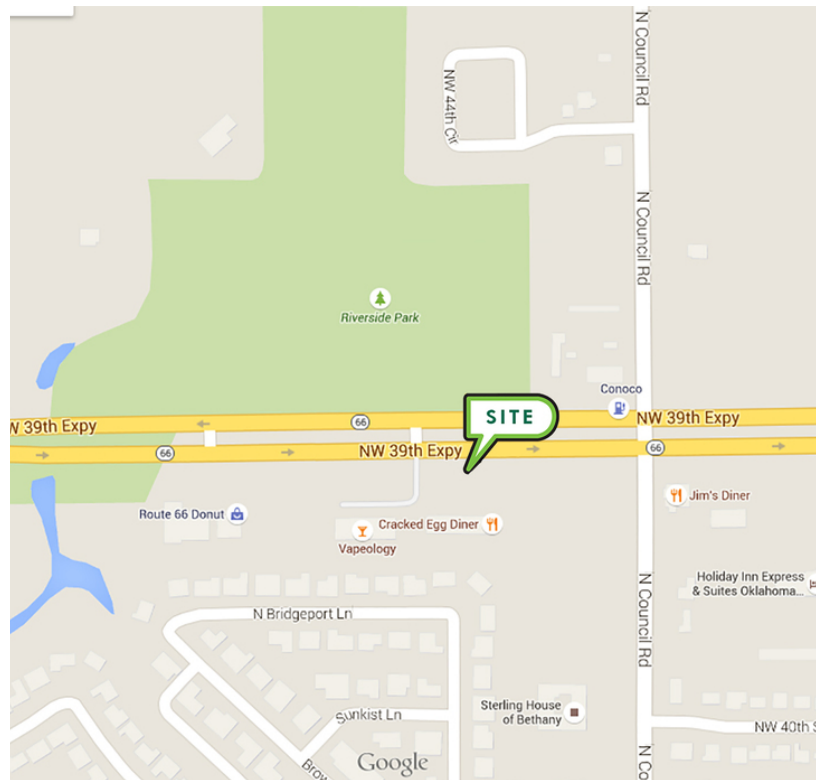 N Council Rd
NW 44th Cir
N Council Rd
Riverside Park
Conoco
SITE
W 39th Expy
66
NW 39th Expy
66
NW 39th Expy
66
Route 66 Donut
Vapeology
Cracked Egg Diner
Jim's Diner
Holiday Inn Express
& Suites Oklahoma...
N Council Rd
N Bridgeport Ln
Sunkist Ln
Sterling House
of Bethany
NW 40th S
Brow
Google
N Co